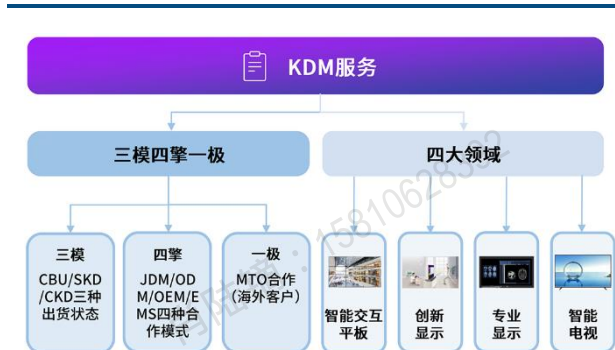 KDM服务
三模四擎一极
四大领域
三模
CBU/SKD
/CKD三种
出货状态
四擎
JDM/OD
M/OEM/E
MS四种合
作模式
一极
MTO合作
（海外客户）
智能交互
平板
创新
显示
专业
显示
智能
电视
：15810628392